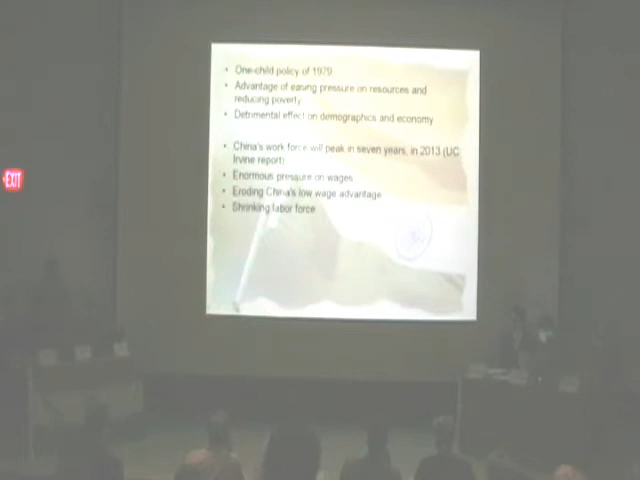 • One-child policy of 1979
• Advantage of easing pressure on resources and
reducing poverty
• Detrimental effect on demographics and economy
• China's work force will peak in seven years, in 2013 (UC
Irvine report)
• Enormous pressure on wages
• Eroding China's low wage advantage
• Shrinking labor force
EXIT